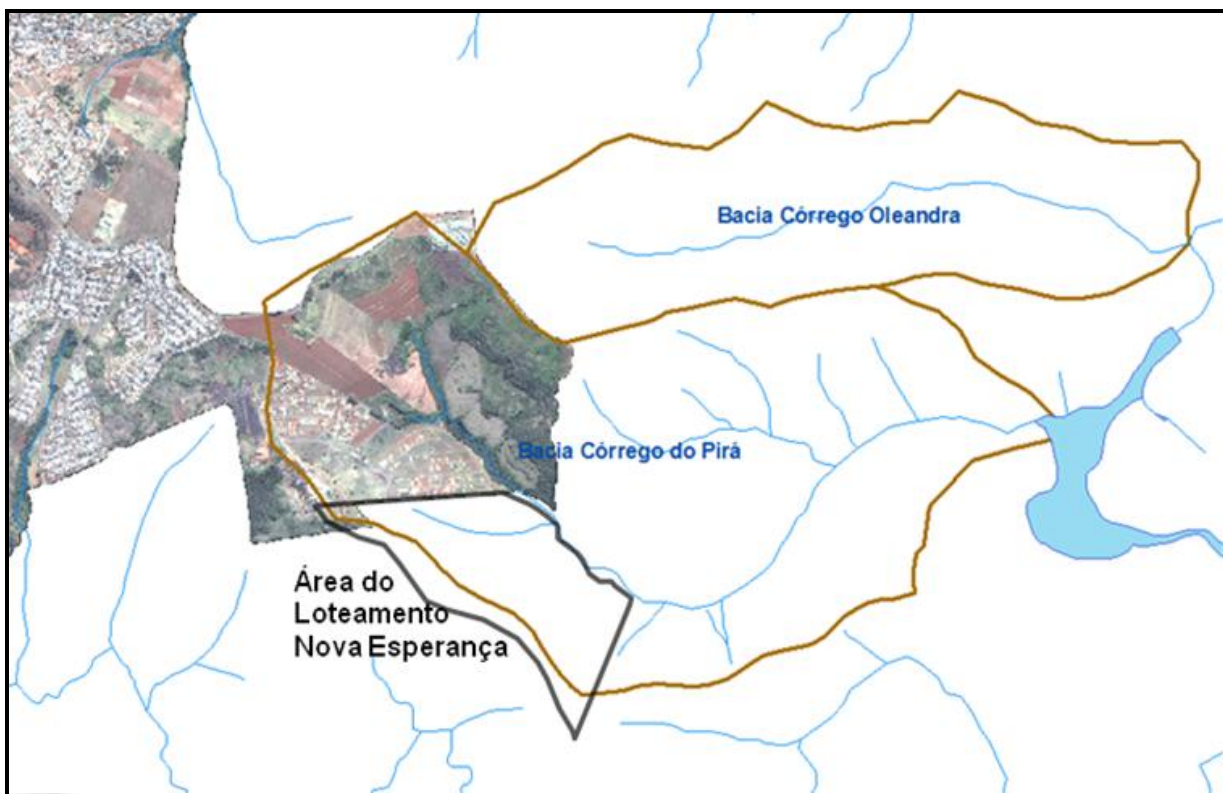 Bacia Córrego Oleandra
Bacia Córrego do Pirá
Área do
Loteamento
Nova Esperança